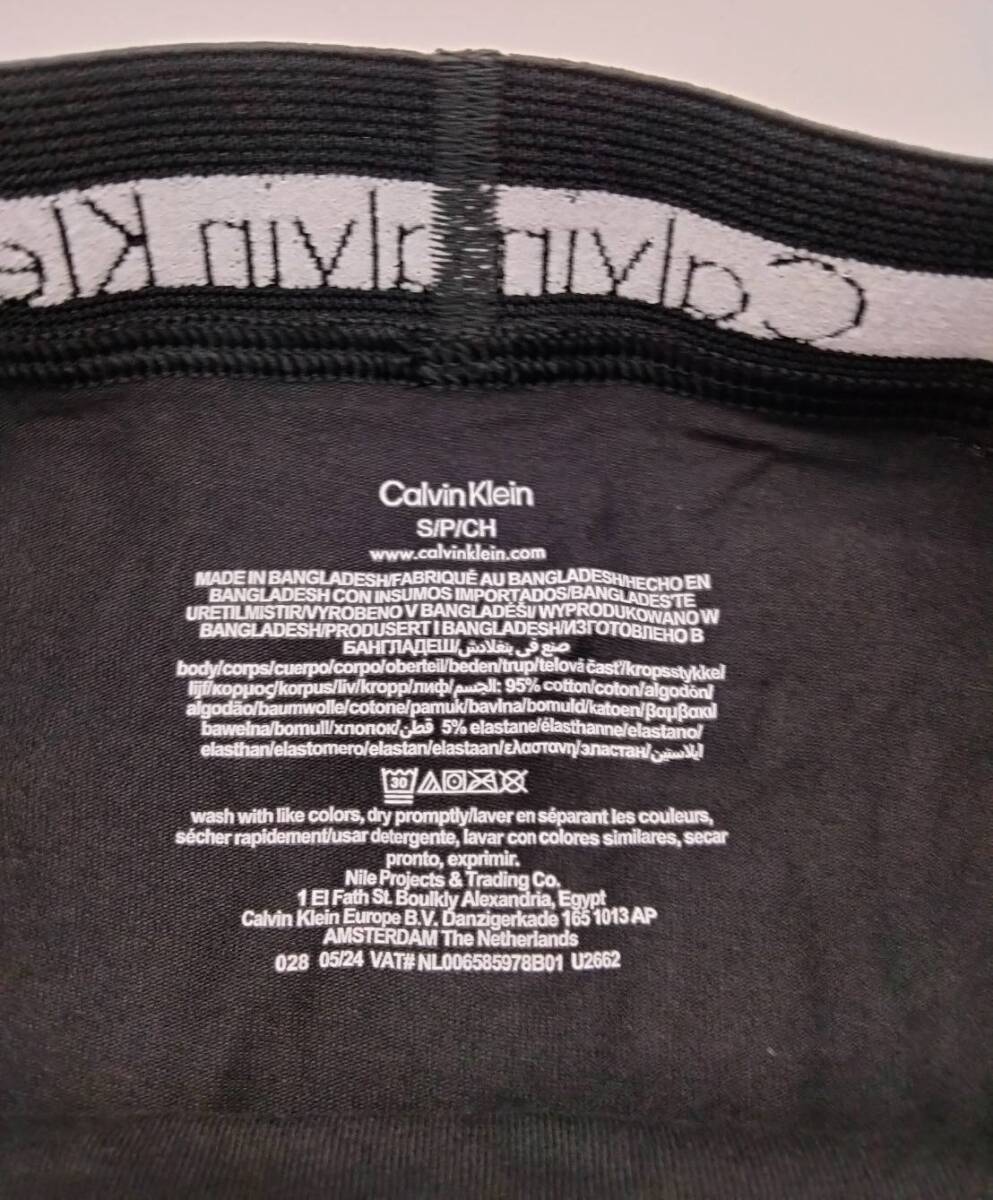 Calvin Klein
Calvin Klein
S/P/CH
www.calvinklein.com
MADE IN BANGLADESH/FABRIQUÉ AU BANGLADESH/HECHO EN
BANGLADESH CON INSUMOS IMPORTADOS/BANGLADEŞ'TE
URETILMISTIR/VYROBENO V BANGLADÉŠI/ WYPRODUKOWANO W
BANGLADESH/PRODUSERT I BANGLADESH/ИЗГОТОВЛЕНО В
БАНГЛАДЕШ/صنع في بنغلادش
body/corps/cuerpo/corpo/oberteil/beden/trup/telová časť/kropsstykke/
lijf/κορμος/korpus/liv/kropp/лиф/الجسم: 95% cotton/coton/algodón/
algodão/baumwolle/cotone/pamuk/bavlna/bomuld/katoen/βαμβακι/
bawełna/bomull/хлопок/قطن 5% elastane/élasthanne/elastano/
elasthan/elastomero/elastan/elastaan/ελαστανη/эластан/ايلاستين
30
wash with like colors, dry promptly/laver en séparant les couleurs,
sécher rapidement/usar detergente, lavar con colores similares, secar
pronto, exprimir.
Nile Projects & Trading Co.
1 El Fath St. Boulkly Alexandria, Egypt
Calvin Klein Europe B.V. Danzigerkade 165 1013 AP
AMSTERDAM The Netherlands
028 05/24 VAT# NL006585978B01 U2662